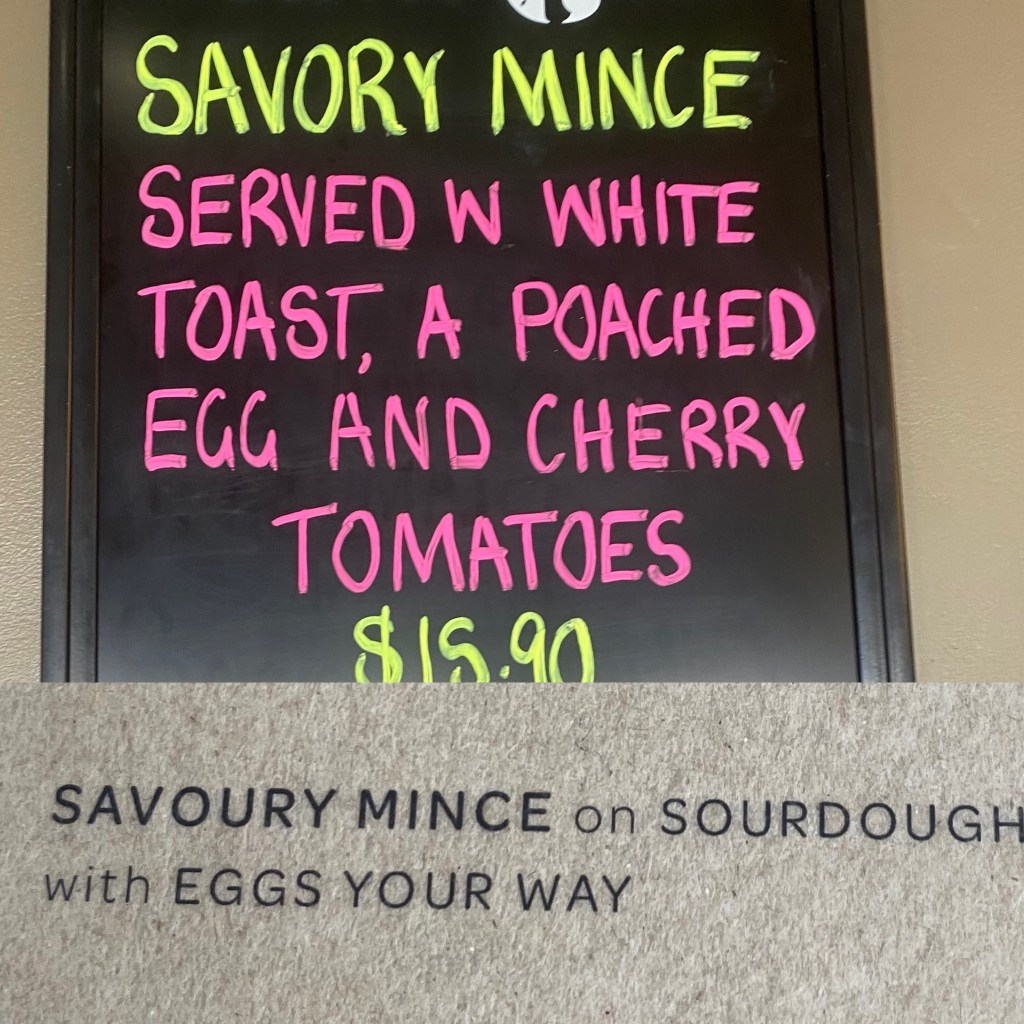 SAVORY MINCE
SERVED W WHITE
TOAST, A POACHED
EGG AND CHERRY
TOMATOES
$15.90
SAVOURY MINCE on SOURDOUGH
with EGGS YOUR WAY